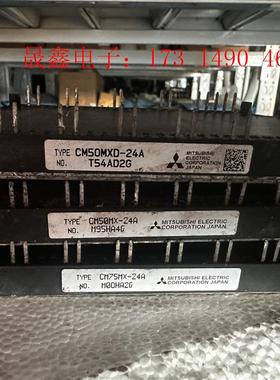 晟鑫电子：173 1490 46
TYPE CM50MXD-24A
NO. T54AD2G
MITSUBISHI
ELECTRIC
CORPORATION
JAPAN
TYPE CM50MX-24A
NO. M95HA4G
MITSUBISHI ELECTRIC
CORPORATION JAPAN
TYPE CM75MX-24A
NO. M00HA2G
MITSUBISHI ELECTRIC
CORPORATION JAPAN